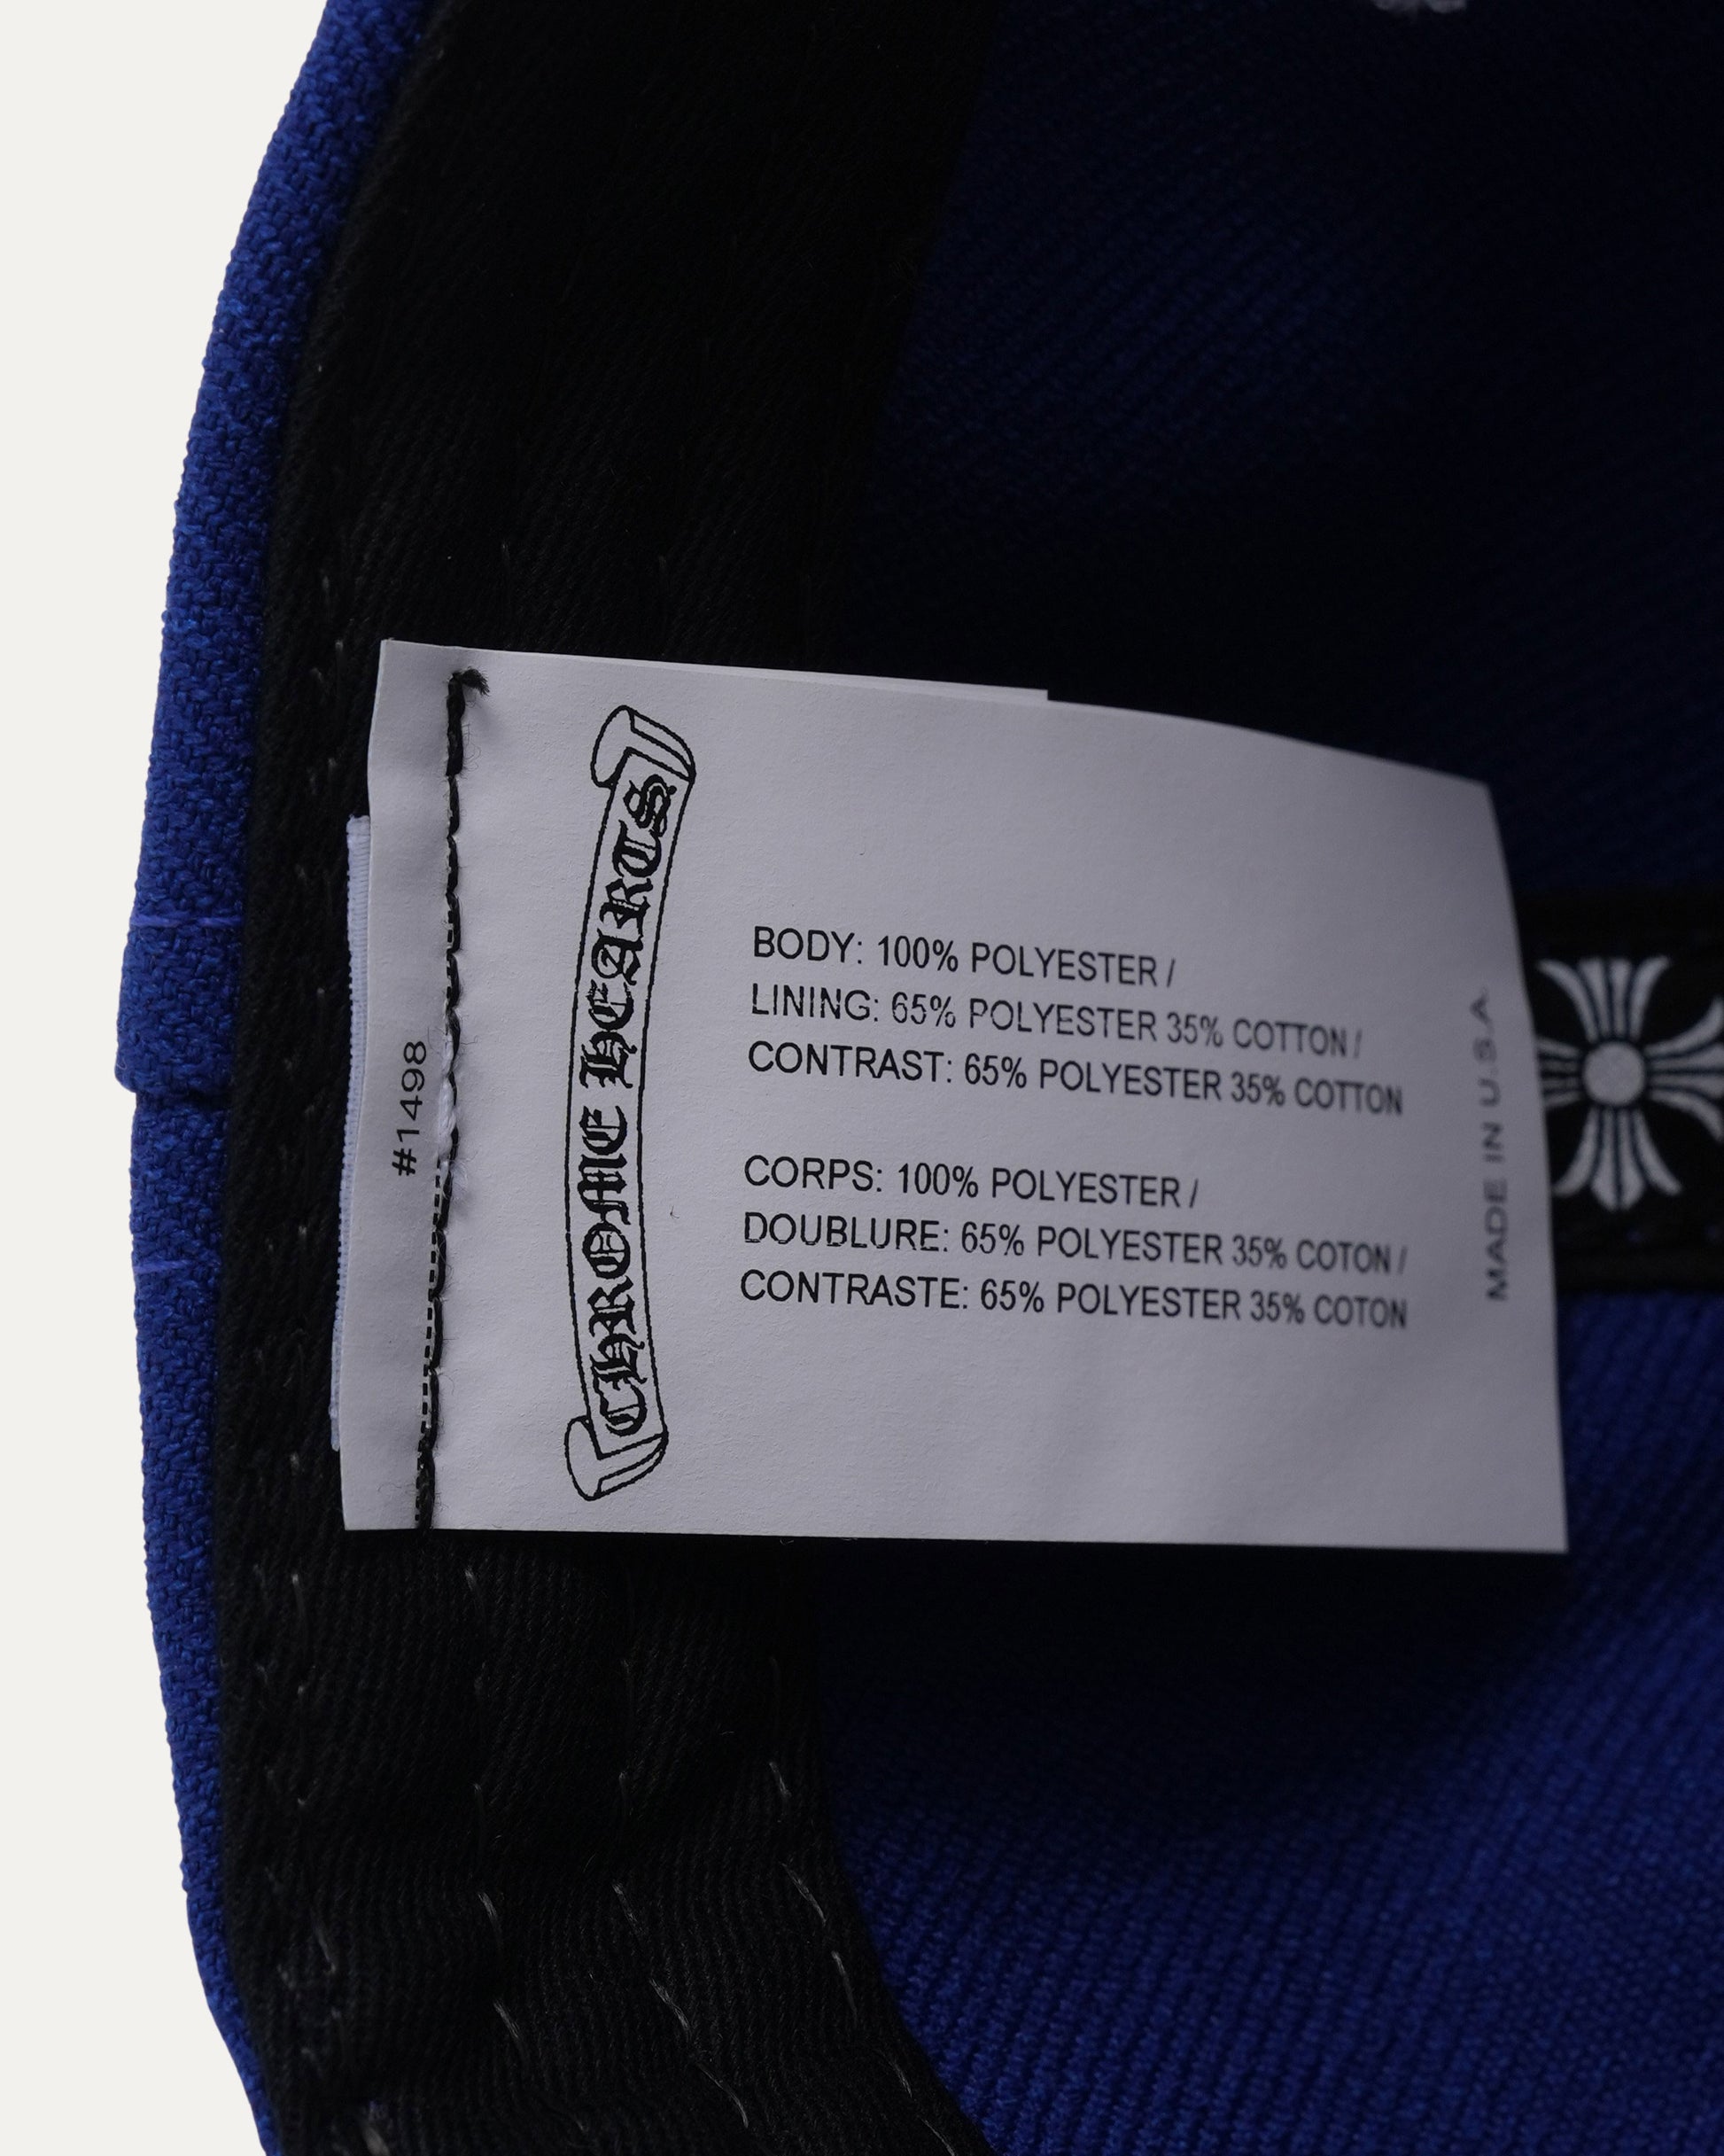 #1498
CHROME HEARTS
BODY: 100% POLYESTER /
LINING: 65% POLYESTER 35% COTTON /
CONTRAST: 65% POLYESTER 35% COTTON
CORPS: 100% POLYESTER /
DOUBLURE: 65% POLYESTER 35% COTON /
CONTRASTE: 65% POLYESTER 35% COTON
MADE IN U.S.A.